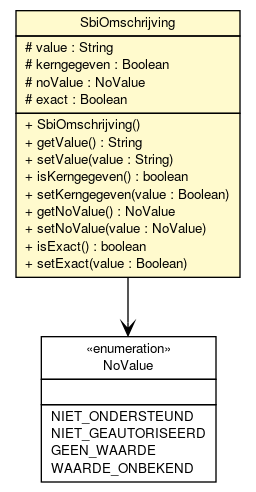 SbiOmschrijving
# value : String
# kerngegeven : Boolean
# noValue : NoValue
# exact : Boolean
+ SbiOmschrijving()
+ getValue() : String
+ setValue(value : String)
+ isKerngegeven() : boolean
+ setKerngegeven(value : Boolean)
+ getNoValue() : NoValue
+ setNoValue(value : NoValue)
+ isExact() : boolean
+ setExact(value : Boolean)
«enumeration»
NoValue
NIET_ONDERSTEUND
NIET_GEAUTORISEERD
GEEN_WAARDE
WAARDE_ONBEKEND